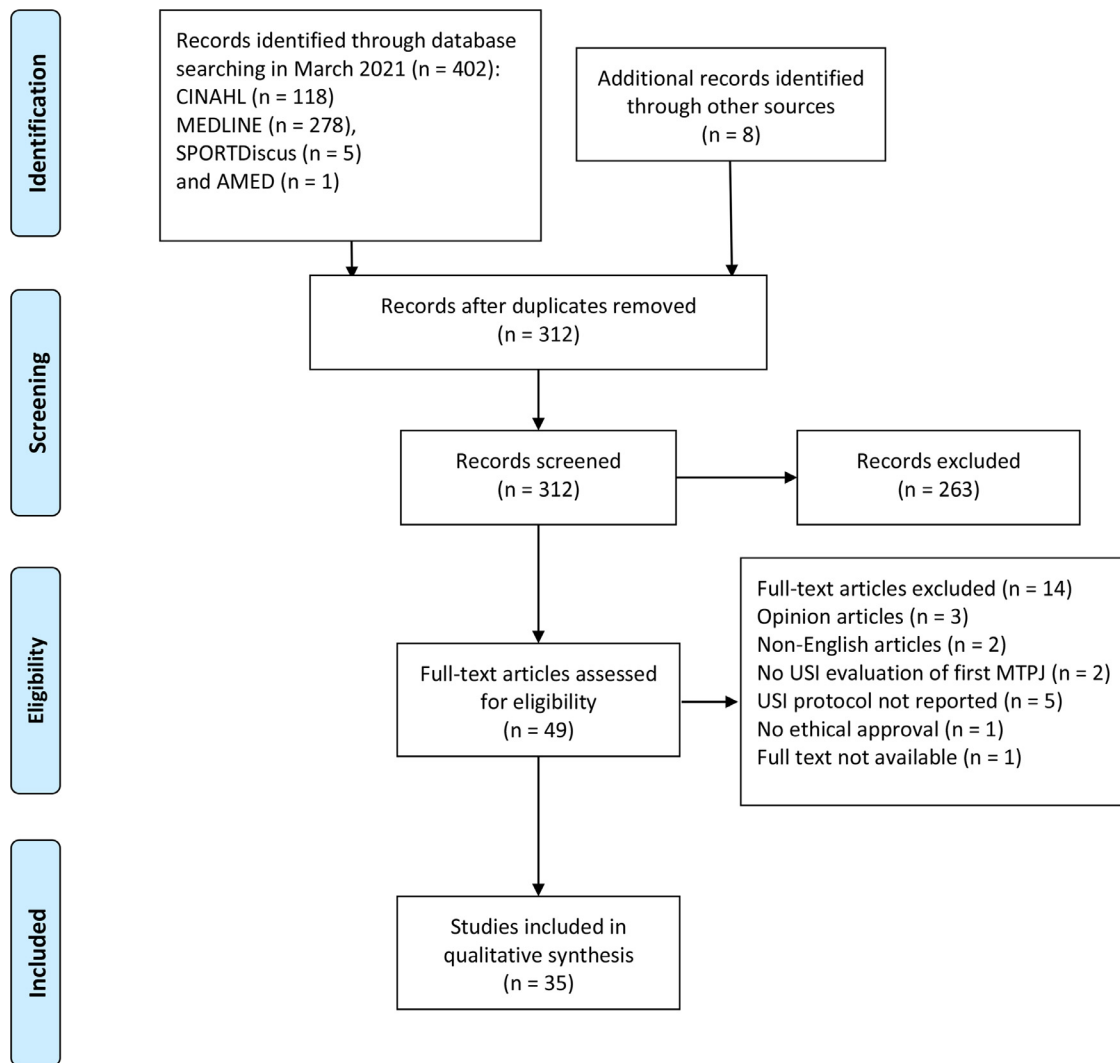 Identification
Records identified through database
searching in March 2021 (n = 402):
CINAHL (n = 118)
MEDLINE (n = 278),
SPORTDiscus (n = 5)
and AMED (n = 1)
Additional records identified
through other sources
(n = 8)
Screening
Records after duplicates removed
(n = 312)
Records screened
(n = 312)
Records excluded
(n = 263)
Eligibility
Full-text articles assessed
for eligibility
(n = 49)
Full-text articles excluded (n = 14)
Opinion articles (n = 3)
Non-English articles (n = 2)
No USI evaluation of first MTPJ (n = 2)
USI protocol not reported (n = 5)
No ethical approval (n = 1)
Full text not available (n = 1)
Included
Studies included in
qualitative synthesis
(n = 35)